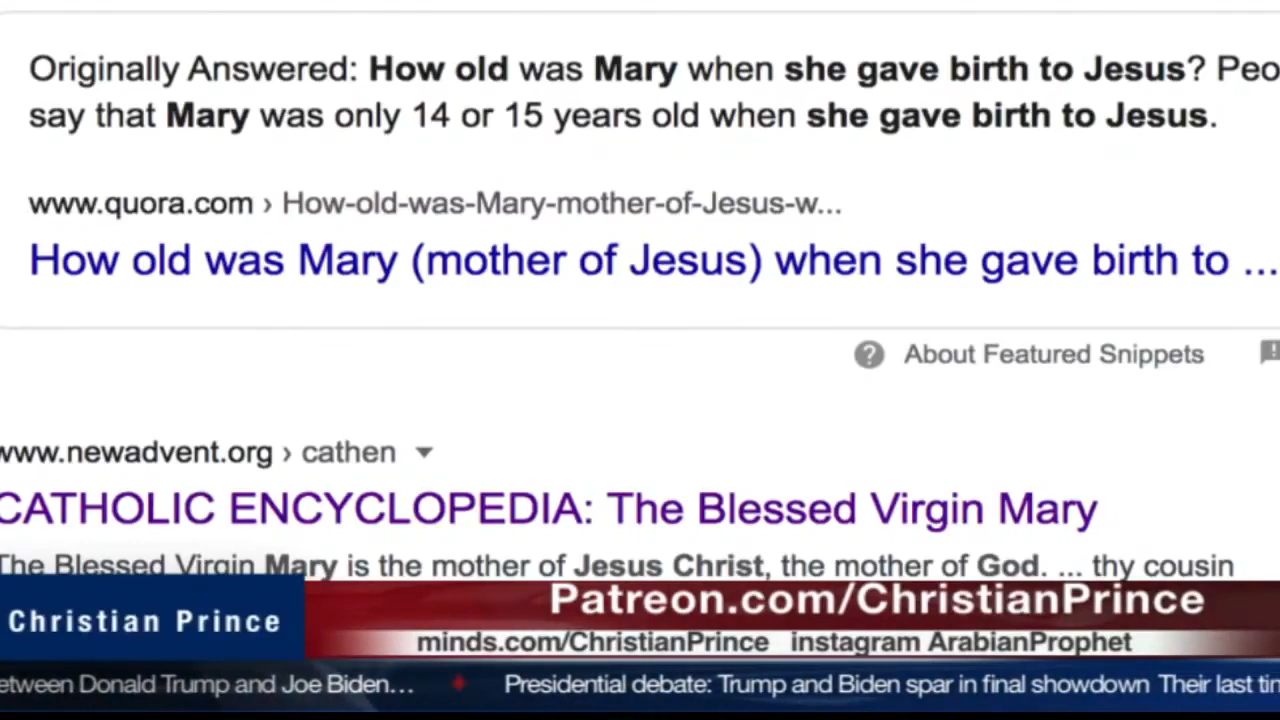 Originally Answered: How old was Mary when she gave birth to Jesus? Peo
say that Mary was only 14 or 15 years old when she gave birth to Jesus.
www.quora.com › How-old-was-Mary-mother-of-Jesus-w...
How old was Mary (mother of Jesus) when she gave birth to ...
About Featured Snippets
www.newadvent.org › cathen
CATHOLIC ENCYCLOPEDIA: The Blessed Virgin Mary
The Blessed Virgin Mary is the mother of Jesus Christ, the mother of God. ... thy cousin
Christian Prince
Patreon.com/ChristianPrince
minds.com/ChristianPrince instagram ArabianProphet
etween Donald Trump and Joe Biden... Presidential debate: Trump and Biden spar in final showdown Their last tin